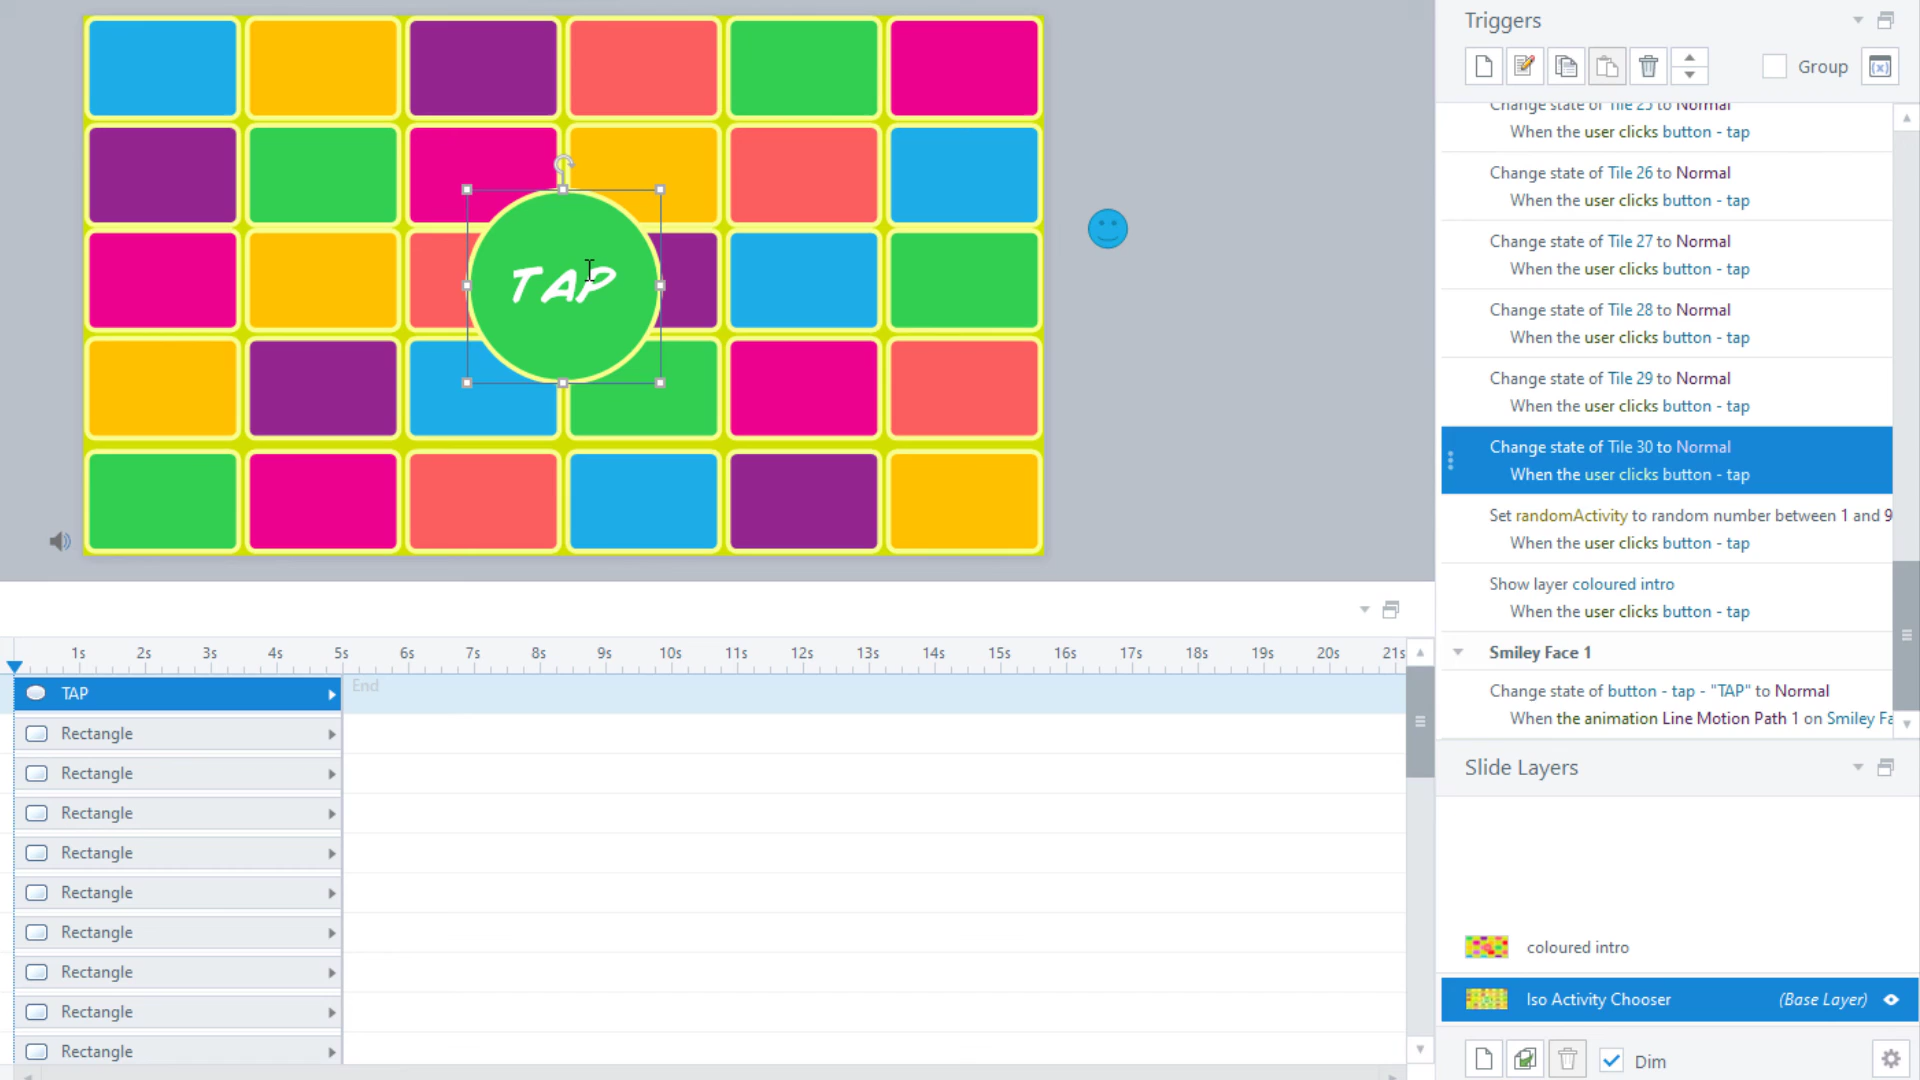 Triggers
Group
Change state of Tile 25 to Normal
When the user clicks button - tap
Change state of Tile 26 to Normal
When the user clicks button - tap
Change state of Tile 27 to Normal
When the user clicks button - tap
Change state of Tile 28 to Normal
When the user clicks button - tap
Change state of Tile 29 to Normal
When the user clicks button - tap
Change state of Tile 30 to Normal
When the user clicks button - tap
Set randomActivity to random number between 1 and 9
When the user clicks button - tap
Show layer coloured intro
When the user clicks button - tap
Smiley Face 1
Change state of button - tap - "TAP" to Normal
When the animation Line Motion Path 1 on Smiley Fa
TAP
1s 2s 3s 4s 5s 6s 7s 8s 9s 10s 11s 12s 13s 14s 15s 16s 17s 18s 19s 20s 21s
TAP
End
Rectangle
Rectangle
Rectangle
Rectangle
Rectangle
Rectangle
Rectangle
Rectangle
Rectangle
Slide Layers
coloured intro
Iso Activity Chooser (Base Layer)
Dim